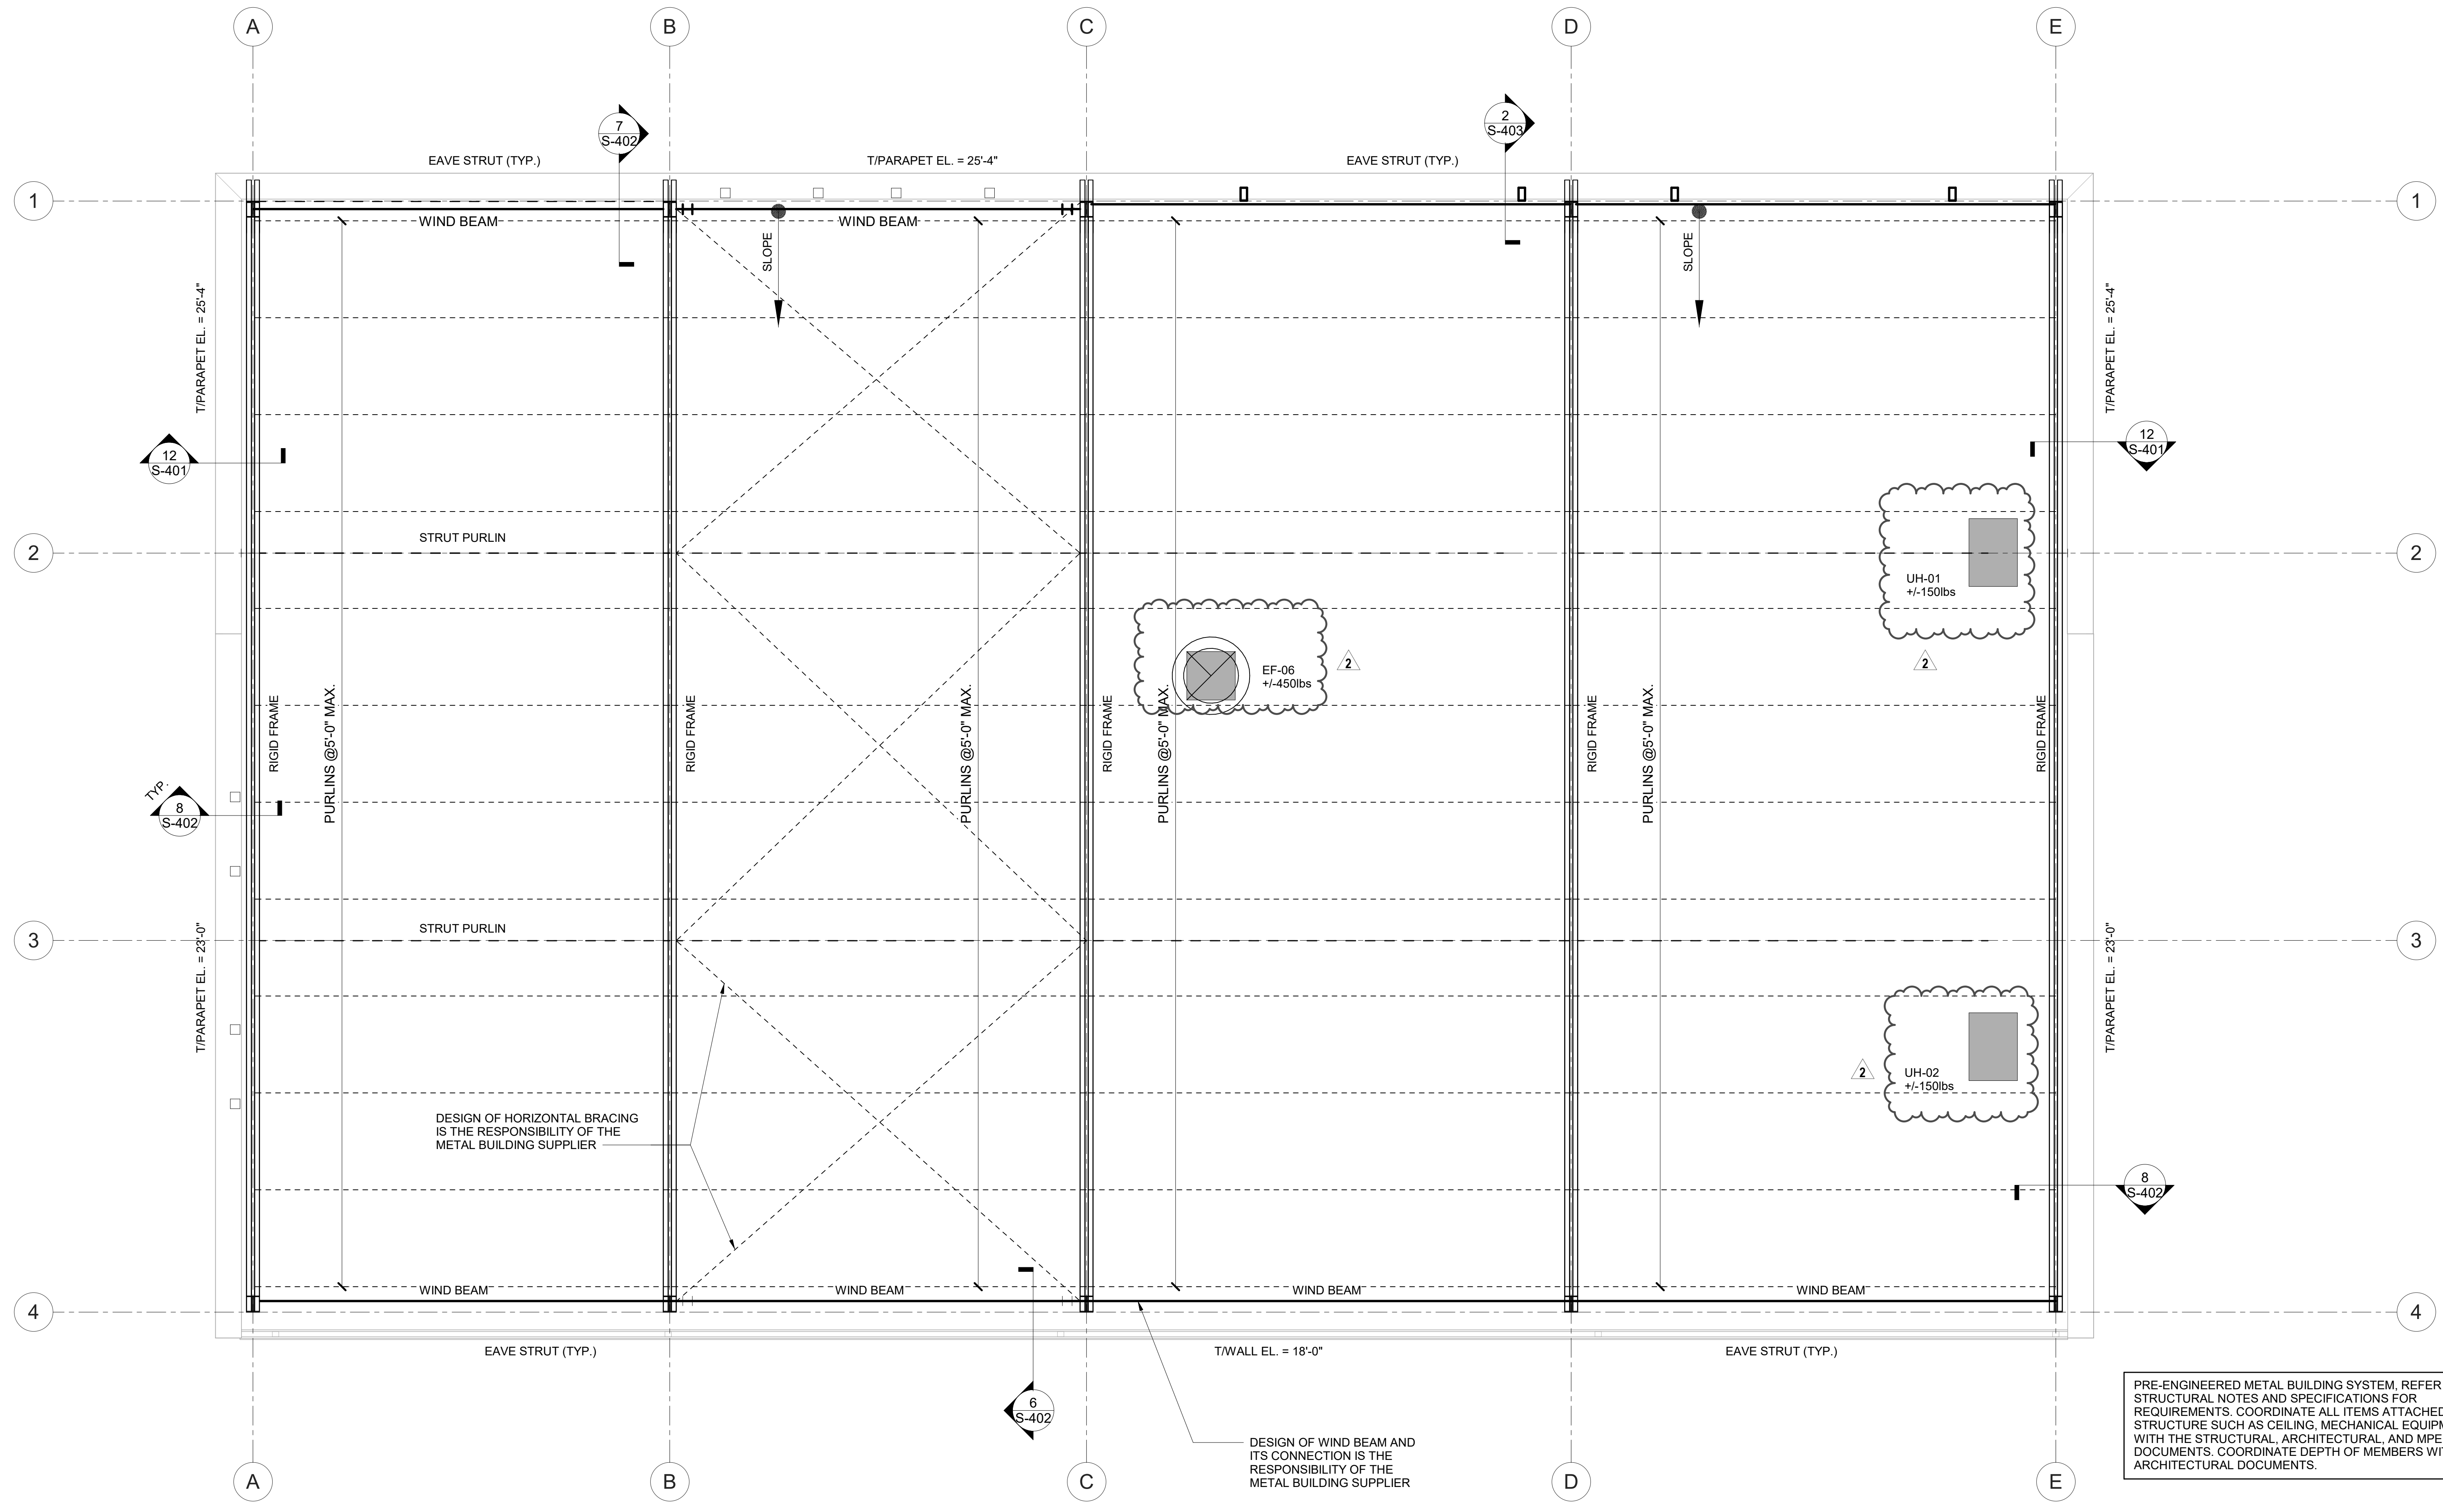 A
B
C
D
E
7
S-402
2
S-403
EAVE STRUT (TYP.)
T/PARAPET EL. = 25'-4"
EAVE STRUT (TYP.)
1
1
WIND BEAM
WIND BEAM
SLOPE
SLOPE
T/PARAPET EL. = 25'-4"
T/PARAPET EL. = 25'-4"
12
S-401
12
S-401
STRUT PURLIN
2
2
UH-01
+/-150lbs
2
EF-06
+/-450lbs
2
RIGID FRAME
PURLINS @5'-0" MAX.
RIGID FRAME
PURLINS @5'-0" MAX.
RIGID FRAME
PURLINS @5'-0" MAX.
RIGID FRAME
PURLINS @5'-0" MAX.
RIGID FRAME
TYP.
8
S-402
STRUT PURLIN
3
3
T/PARAPET EL. = 23'-0"
T/PARAPET EL. = 23'-0"
2
UH-02
+/-150lbs
DESIGN OF HORIZONTAL BRACING
IS THE RESPONSIBILITY OF THE
METAL BUILDING SUPPLIER
8
S-402
WIND BEAM
WIND BEAM
WIND BEAM
WIND BEAM
4
4
EAVE STRUT (TYP.)
T/WALL EL. = 18'-0"
EAVE STRUT (TYP.)
6
S-402
DESIGN OF WIND BEAM AND
ITS CONNECTION IS THE
RESPONSIBILITY OF THE
METAL BUILDING SUPPLIER
PRE-ENGINEERED METAL BUILDING SYSTEM, REFER
STRUCTURAL NOTES AND SPECIFICATIONS FOR
REQUIREMENTS. COORDINATE ALL ITEMS ATTACHED
STRUCTURE SUCH AS CEILING, MECHANICAL
WITH THE STRUCTURAL, ARCHITECTURAL, AND MPE
DOCUMENTS. COORDINATE DEPTH OF MEMBERS
ARCHITECTURAL DOCUMENTS.
A
B
C
D
E